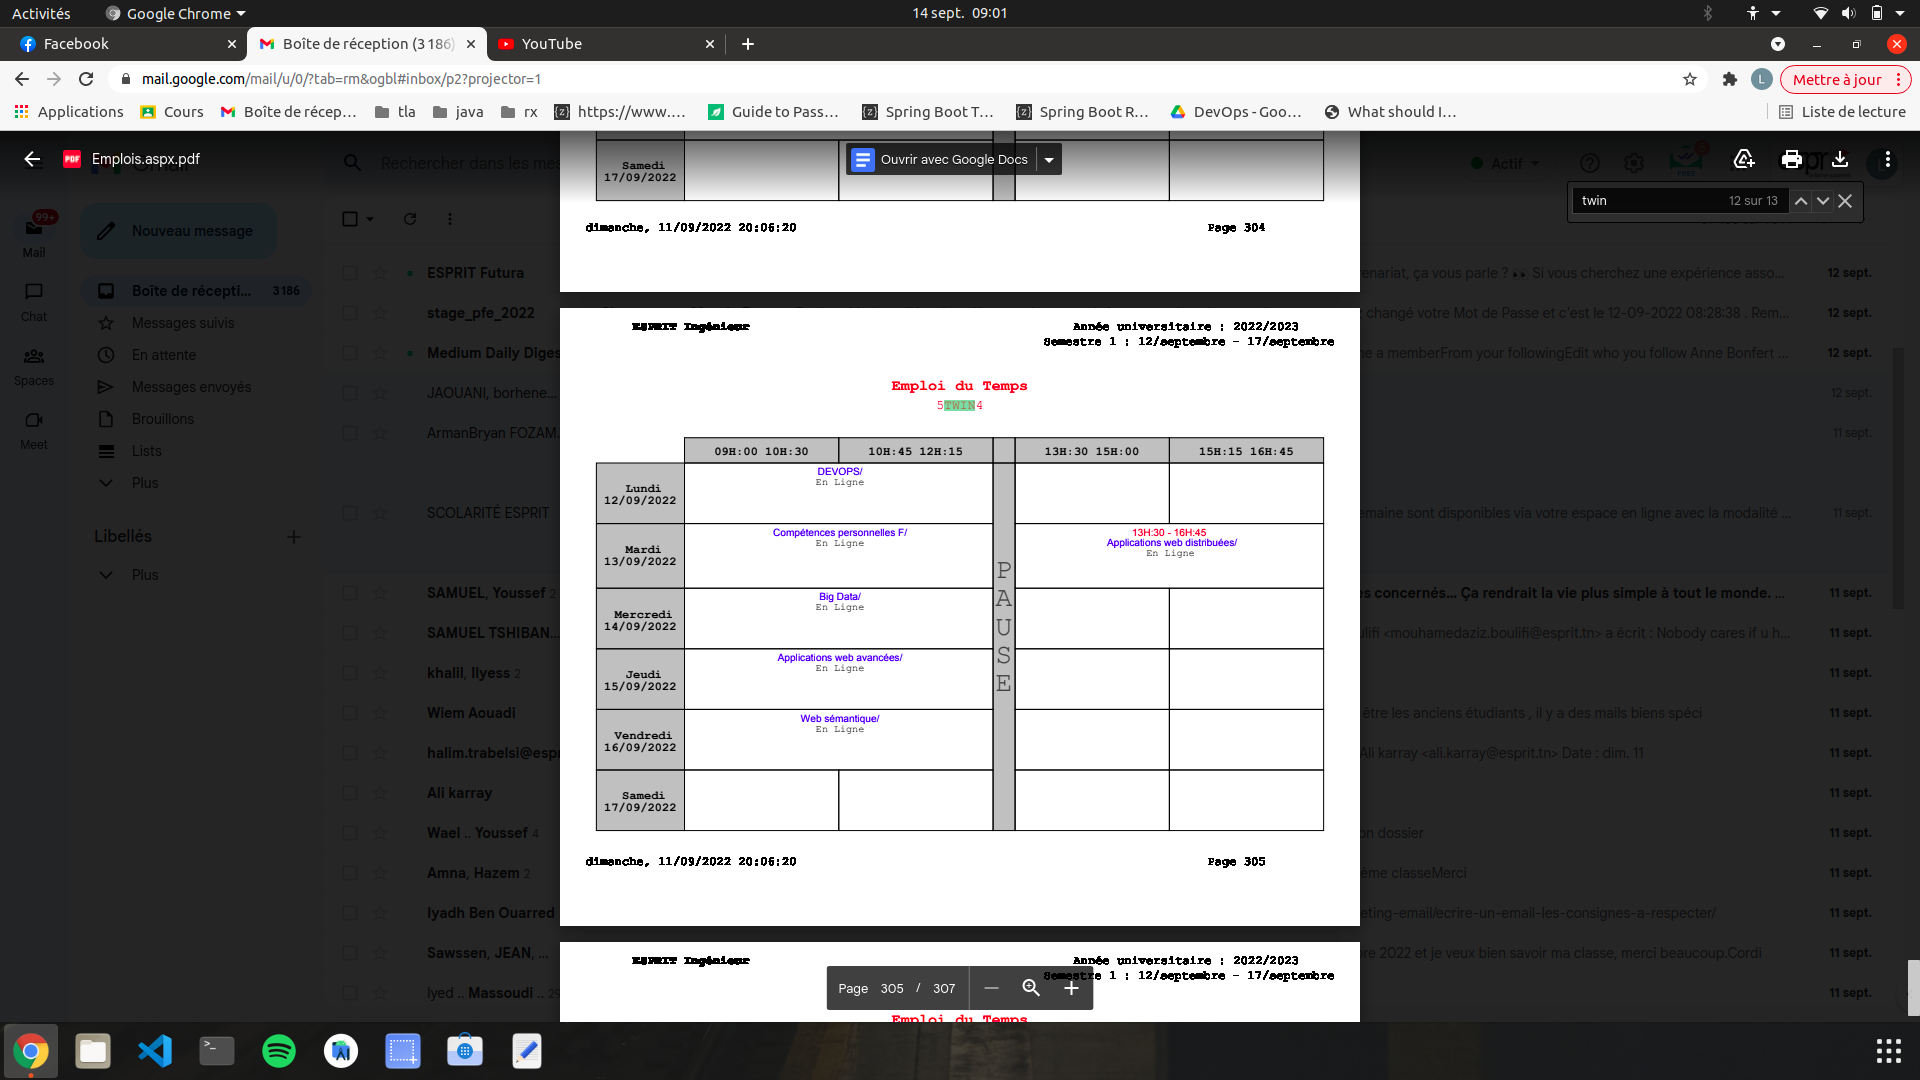 Activités
Google Chrome
14 sept. 09:01
Facebook
Boîte de réception (3 186)
YouTube
mail.google.com/mail/u/0/?tab=rm&ogbl#inbox/p2?projector=1
L
Mettre à jour
Applications
Cours
Boîte de récep…
tla
java
rx
https://www.…
Guide to Pass…
Spring Boot T…
Spring Boot R…
DevOps - Goo…
What should I…
Liste de lecture
PDF
Emplois.aspx.pdf
Rechercher dans les mes
Ouvrir avec Google Docs
Actif
twin
12 sur 13
Samedi
17/09/2022
dimanche, 11/09/2022 20:06:20
Page 304
99+
Mail
Chat
Spaces
Meet
Nouveau message
Boîte de récepti…
3 186
Messages suivis
En attente
Messages envoyés
Brouillons
Lists
Plus
Libellés
Plus
ESPRIT Futura
enariat, ça vous parle ? 👀 Si vous cherchez une expérience asso…
12 sept.
stage_pfe_2022
changé votre Mot de Passe et c'est le 12-09-2022 08:28:38 . Rem…
12 sept.
Medium Daily Diges
e a memberFrom your followingEdit who you follow Anne Bonfert …
12 sept.
JAOUANI, borhene…
12 sept.
ArmanBryan FOZAM.
11 sept.
SCOLARITÉ ESPRIT
emaine sont disponibles via votre espace en ligne avec la modalité …
11 sept.
SAMUEL, Youssef 2
es concernés… Ça rendrait la vie plus simple à tout le monde. …
11 sept.
SAMUEL TSHIBAN…
ulifi <mouhamedaziz.boulifi@esprit.tn> a écrit : Nobody cares if u h…
11 sept.
khalil, Ilyess 2
11 sept.
Wiem Aouadi
être les anciens étudiants , il y a des mails biens spéci
11 sept.
halim.trabelsi@esp
Ali karray <ali.karray@esprit.tn> Date : dim. 11
11 sept.
Ali karray
11 sept.
Wael .. Youssef 4
on dossier
11 sept.
Amna, Hazem 2
ème classeMerci
11 sept.
Iyadh Ben Ouarred
eting-email/ecrire-un-email-les-consignes-a-respecter/
11 sept.
Sawssen, JEAN, …
re 2022 et je veux bien savoir ma classe, merci beaucoup.Cordi
11 sept.
Iyed .. Massoudi .. 29
11 sept.
ESPRIT Ingénieur
Année universitaire : 2022/2023
Semestre 1 : 12/septembre - 17/septembre
Emploi du Temps
5TWIN4
09H:00 10H:30
10H:45 12H:15
13H:30 15H:00
15H:15 16H:45
Lundi
12/09/2022
DEVOPS/
En Ligne
Mardi
13/09/2022
Compétences personnelles F/
En Ligne
13H:30 - 16H:45
Applications web distribuées/
En Ligne
Mercredi
14/09/2022
Big Data/
En Ligne
Jeudi
15/09/2022
Applications web avancées/
En Ligne
Vendredi
16/09/2022
Web sémantique/
En Ligne
Samedi
17/09/2022
P
A
U
S
E
dimanche, 11/09/2022 20:06:20
Page 305
ESPRIT Ingénieur
Année universitaire : 2022/2023
Semestre 1 : 12/septembre - 17/septembre
Emploi du Temps
Page 305 / 307